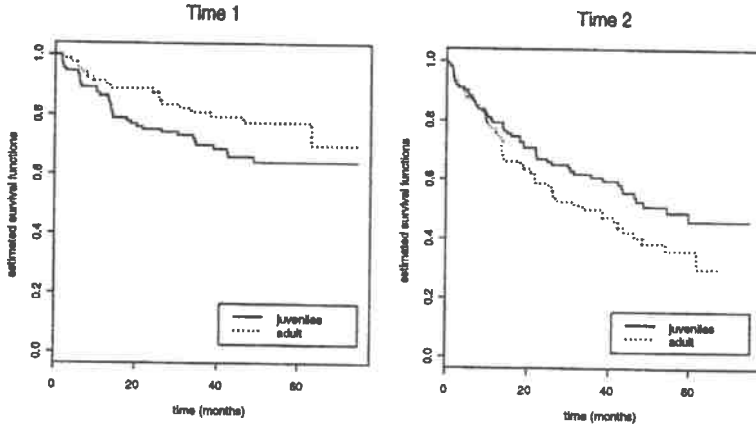 Time 1
estimated survival functions
1.0
0.8
0.6
0.4
0.2
0.0
juveniles
adult
0
20
40
60
time (months)
Time 2
estimated survival functions
1.0
0.8
0.6
0.4
0.2
0.0
juveniles
adult
0
20
40
60
time (months)